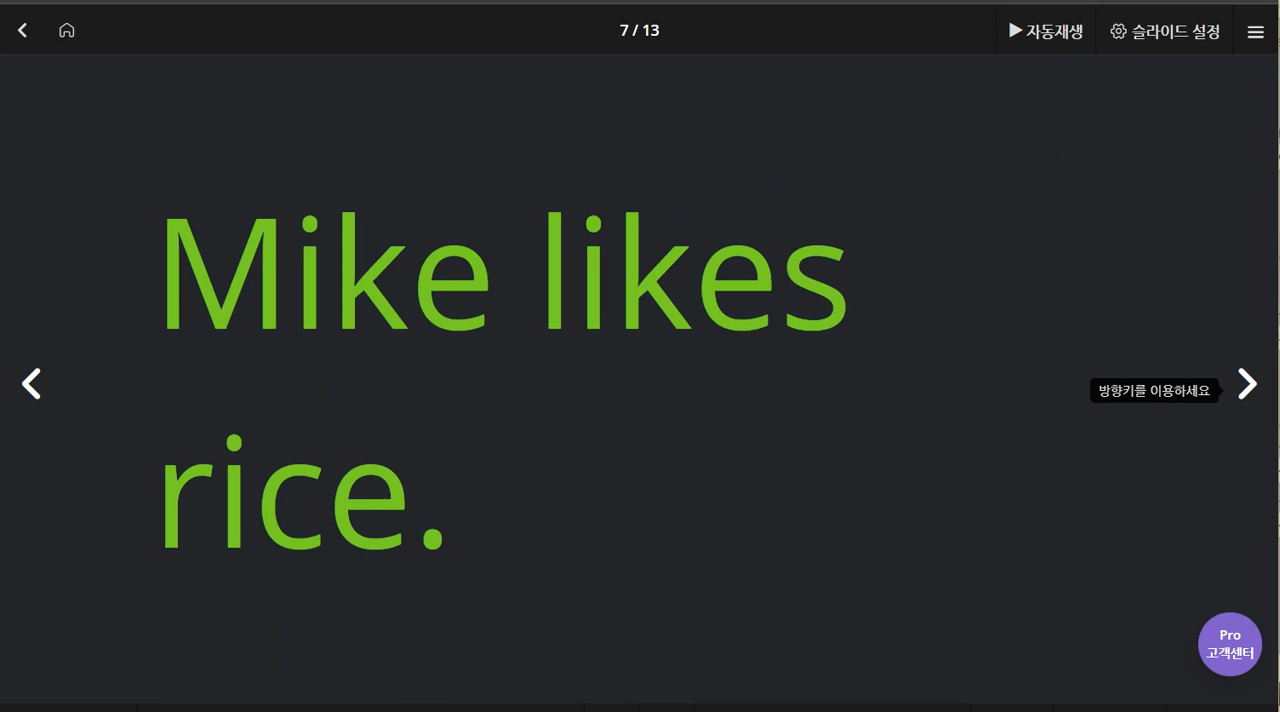 7 / 13
▶ 자동재생
슬라이드 설정
Mike likes
rice.
방향키를 이용하세요
Pro
고객센터